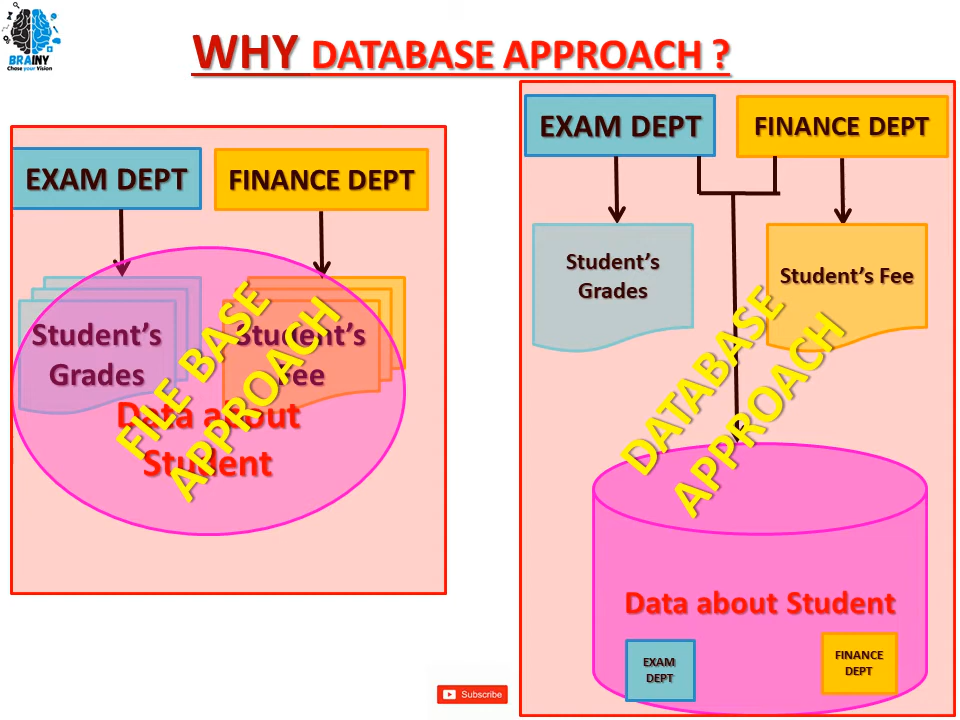 BRAINY
Chase your Vision
WHY DATABASE APPROACH ?
EXAM DEPT
FINANCE DEPT
Student's
Grades
Student's
Fee
Data about
Student
FILE BASE
APPROACH
EXAM DEPT
FINANCE DEPT
Student's
Grades
Student's Fee
DATABASE
APPROACH
Data about Student
EXAM
DEPT
FINANCE
DEPT
Subscribe